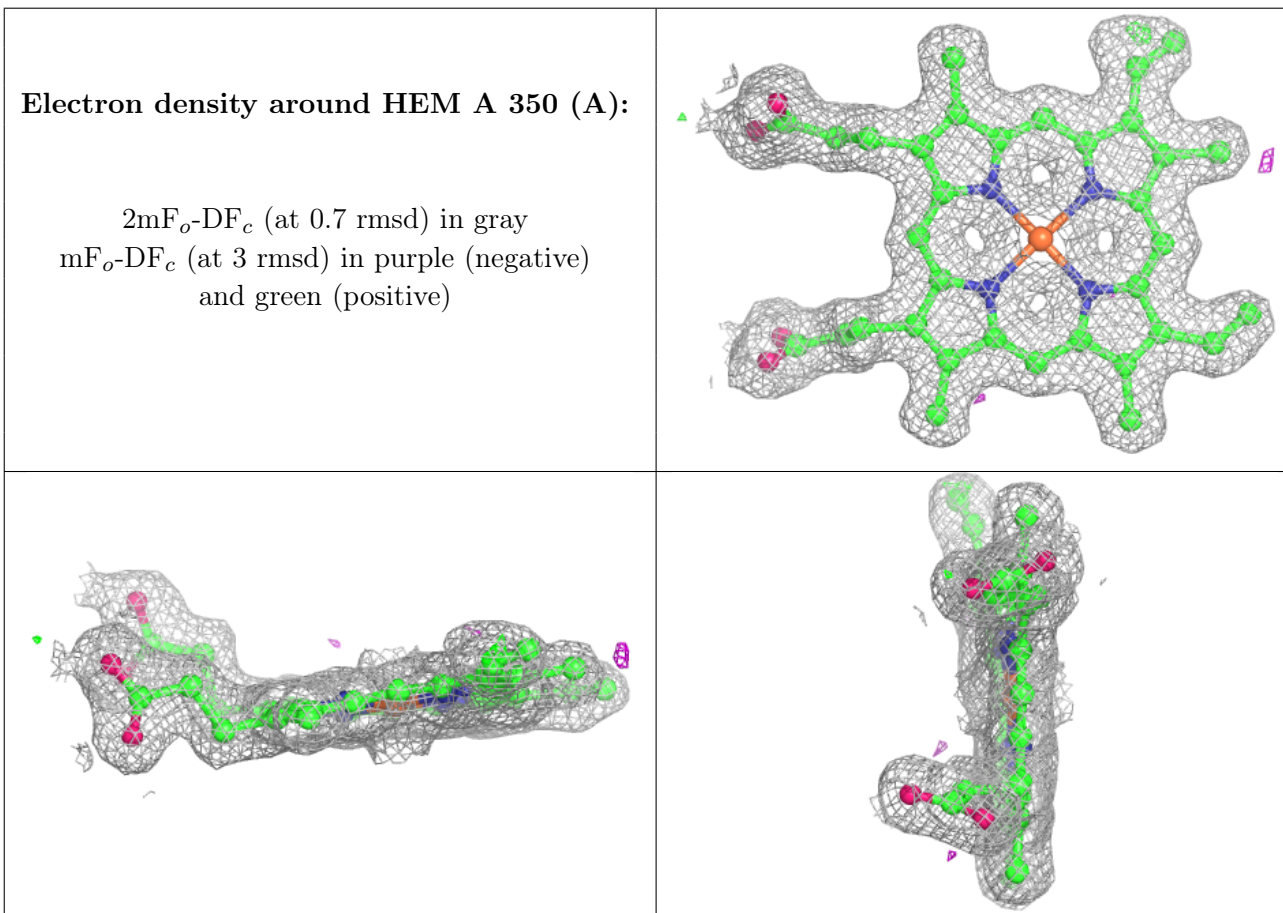 Electron density around HEM A 350 (A):
2mFₒ-DF𝒸 (at 0.7 rmsd) in gray
mFₒ-DF𝒸 (at 3 rmsd) in purple (negative)
and green (positive)